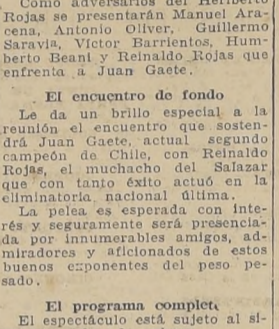 Como adversarios del Heriberto
Rojas se presentarán Manuel Ara-
cena, Antonio Oliver, Guillermo
Saravia, Víctor Barrientos, Hum-
berto Beani y Reinaldo Rojas que
enfrenta a Juan Gaete.
El encuentro de fondo
Le da un brillo especial a la
reunión el encuentro que sosten-
drá Juan Gaete, actual segundo
campeón de Chile, con Reinaldo
Rojas, el muchacho del Salazar
que con tanto éxito actuó en la
eliminatoria nacional última.
La pelea es esperada con inte-
rés y seguramente será presencia-
da por innumerables amigos, ad-
miradores y aficionados de estos
buenos exponentes del peso pe-
sado.
El programa completo
El espectáculo está sujeto al si-